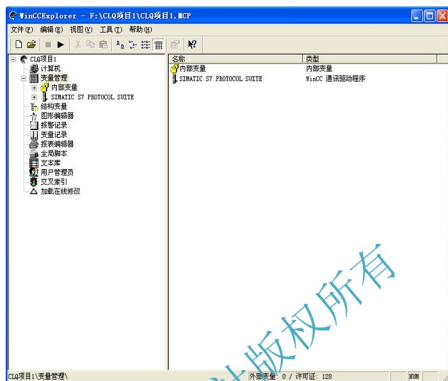 WinCCExplorer - F:\CLQ项目1\CLQ项目1.MCP
文件(F) 编辑(E) 视图(V) 工具(T) 帮助(H)
CLQ项目1
计算机
变量管理
内部变量
SIMATIC S7 PROTOCOL SUITE
结构变量
图形编辑器
报警记录
变量记录
报表编辑器
全局脚本
文本库
用户管理员
交叉索引
加载在线修改
名称 类型
内部变量 内部变量
SIMATIC S7 PROTOCOL SUITE WinCC 通讯驱动程序
版权所有
CLQ项目1\变量管理\ 外部变量: 0 / 许可证: 128 NUM